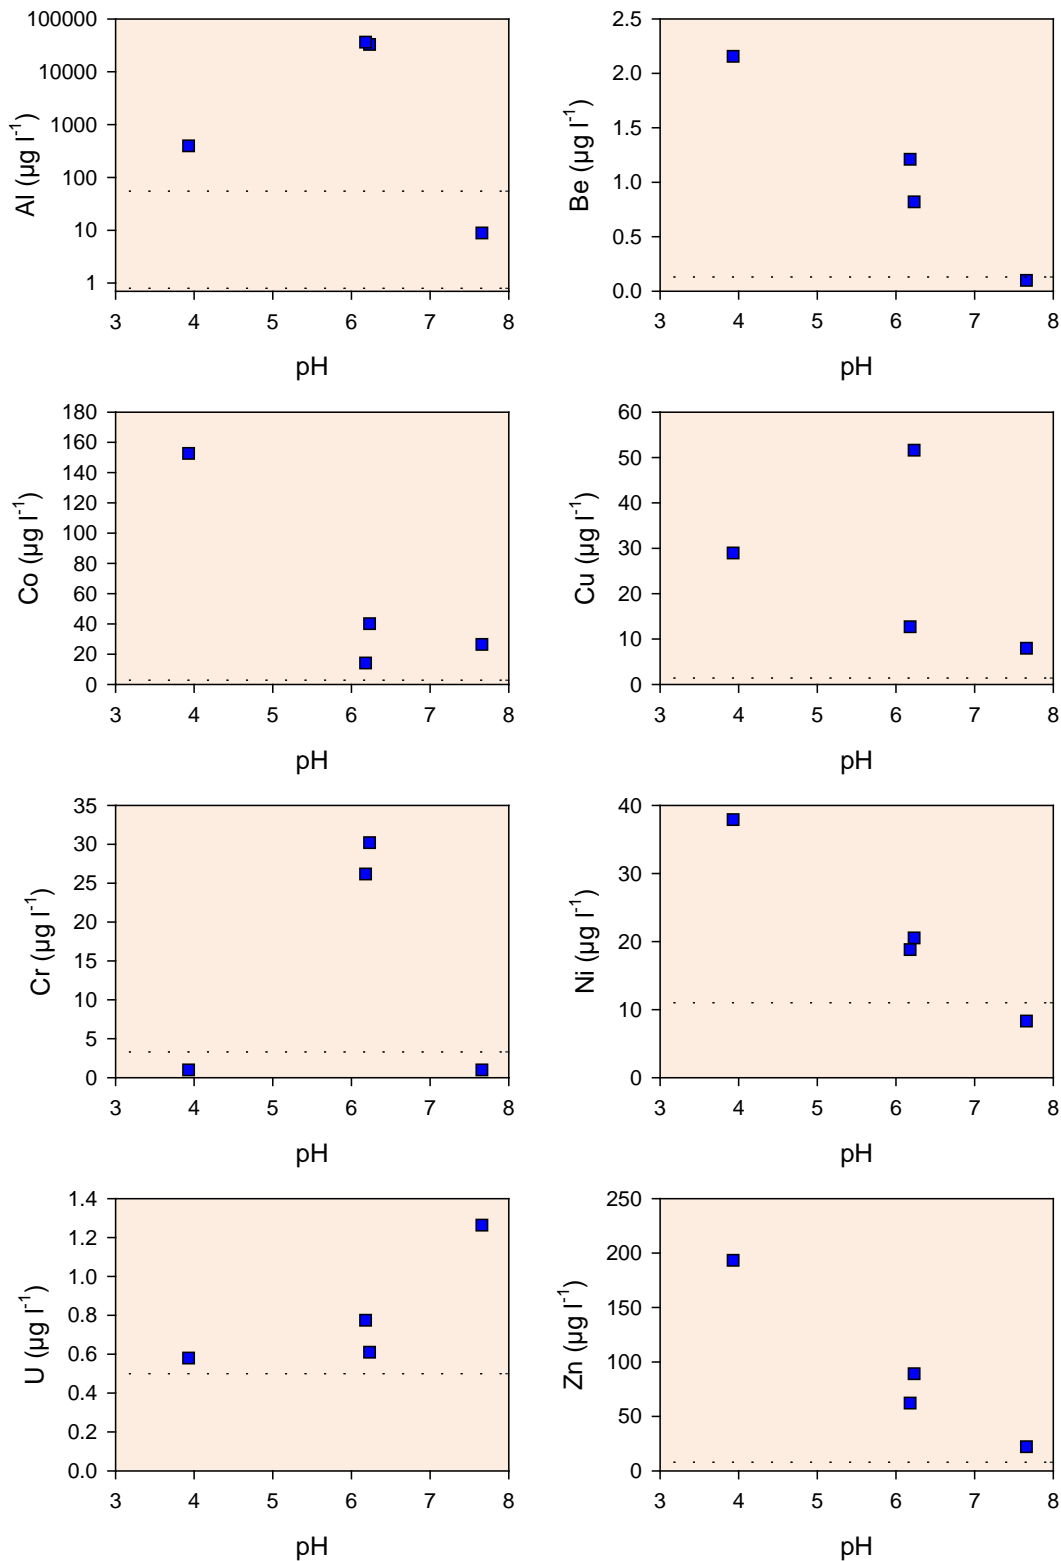 Al (µg l-1)
100000
10000
1000
100
10
1
3 4 5 6 7 8
pH
Be (µg l-1)
2.5
2.0
1.5
1.0
0.5
0.0
3 4 5 6 7 8
pH
Co (µg l-1)
180
160
140
120
100
80
60
40
20
0
3 4 5 6 7 8
pH
Cu (µg l-1)
60
50
40
30
20
10
0
3 4 5 6 7 8
pH
Cr (µg l-1)
35
30
25
20
15
10
5
0
3 4 5 6 7 8
pH
Ni (µg l-1)
40
30
20
10
0
3 4 5 6 7 8
pH
U (µg l-1)
1.4
1.2
1.0
0.8
0.6
0.4
0.2
0.0
3 4 5 6 7 8
pH
Zn (µg l-1)
250
200
150
100
50
0
3 4 5 6 7 8
pH